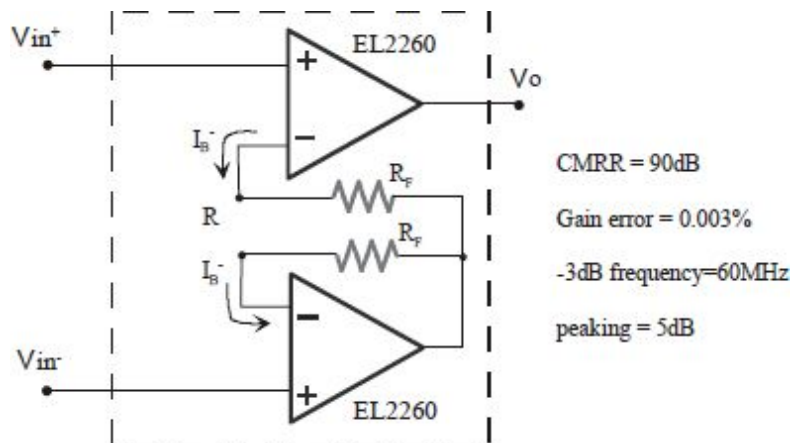 Vin+
EL2260
+
Vo
IB-
−
RF
R
RF
IB-
−
Vin-
+
EL2260
CMRR = 90dB
Gain error = 0.003%
-3dB frequency=60MHz
peaking = 5dB